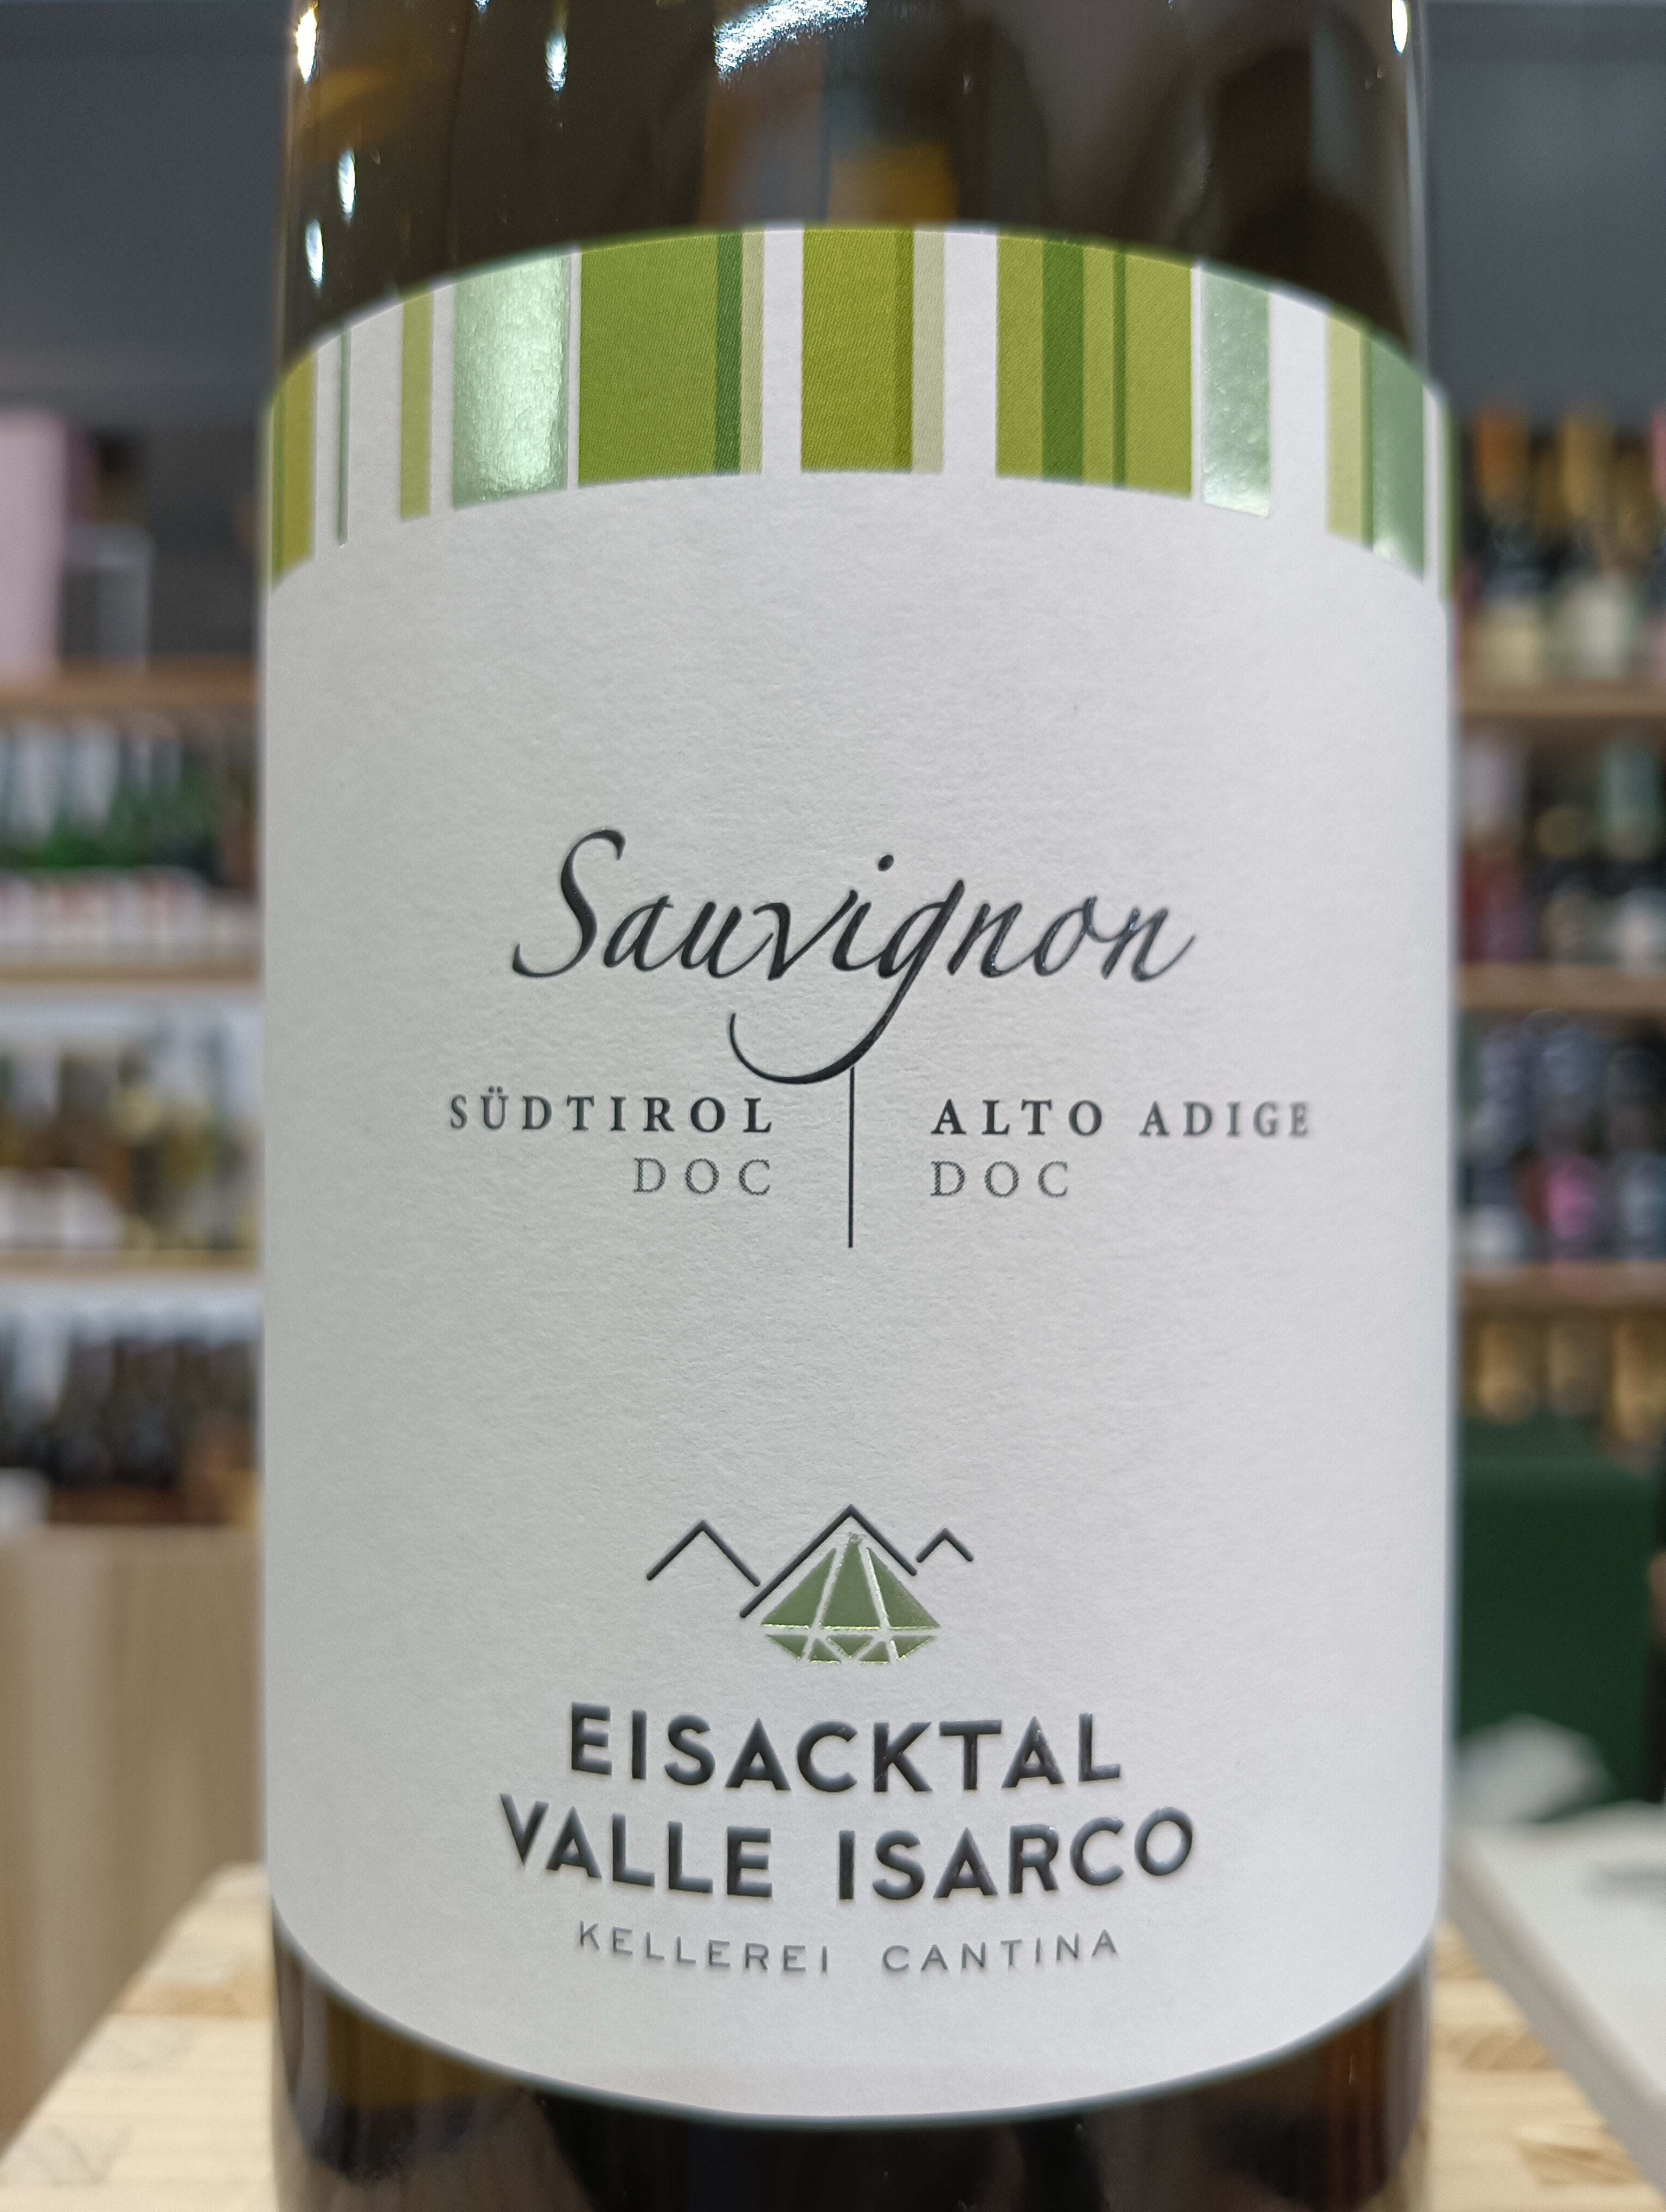 Sauvignon
SÜDTIROL ALTO ADIGE
DOC DOC
EISACKTAL
VALLE ISARCO
KELLEREI CANTINA